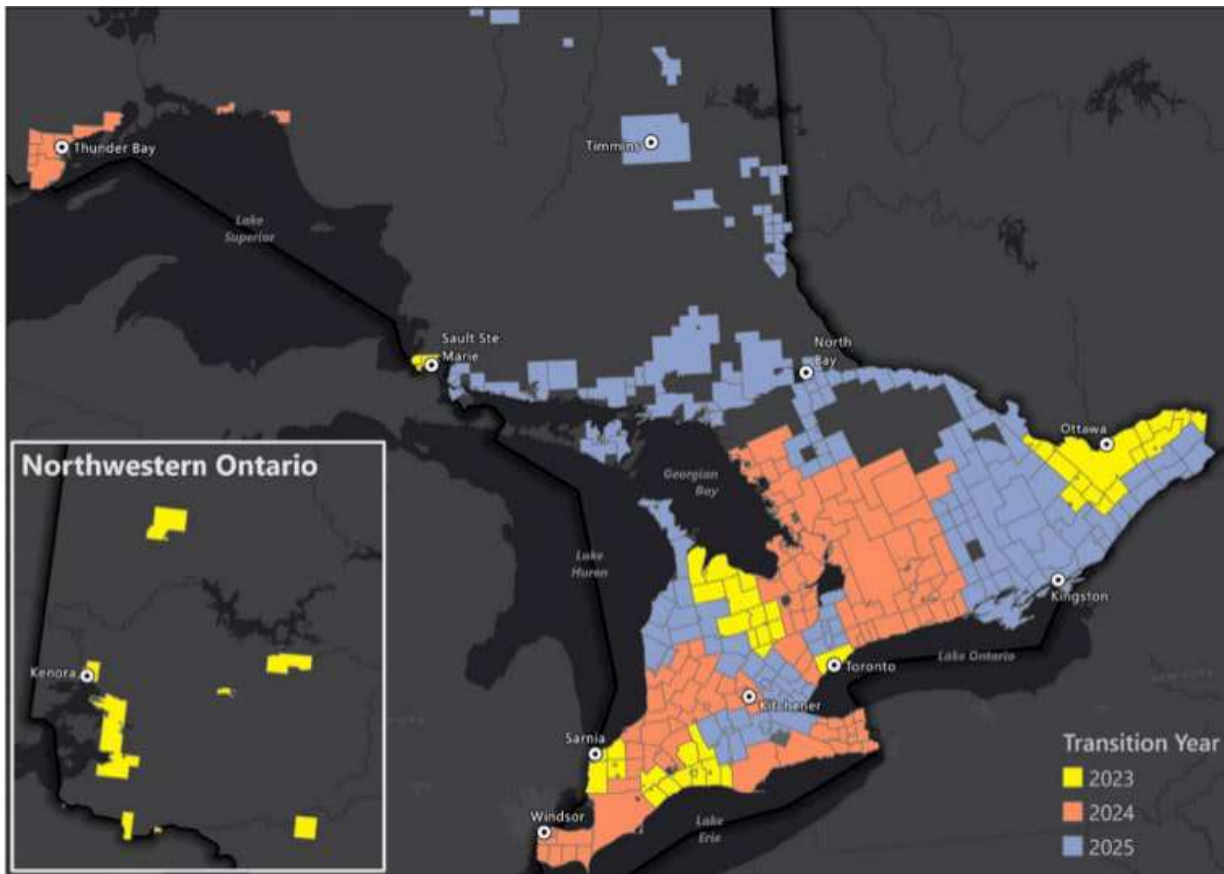 Thunder Bay
Timmins
Lake
Superior
Sault Ste.
Marie
North
Bay
Ottawa
Northwestern Ontario
Georgian
Bay
Lake
Huron
Kingston
Kenora
Toronto
Lake Ontario
Kitchener
Sarnia
Transition Year
2023
Windsor
2024
Lake
Erie
2025